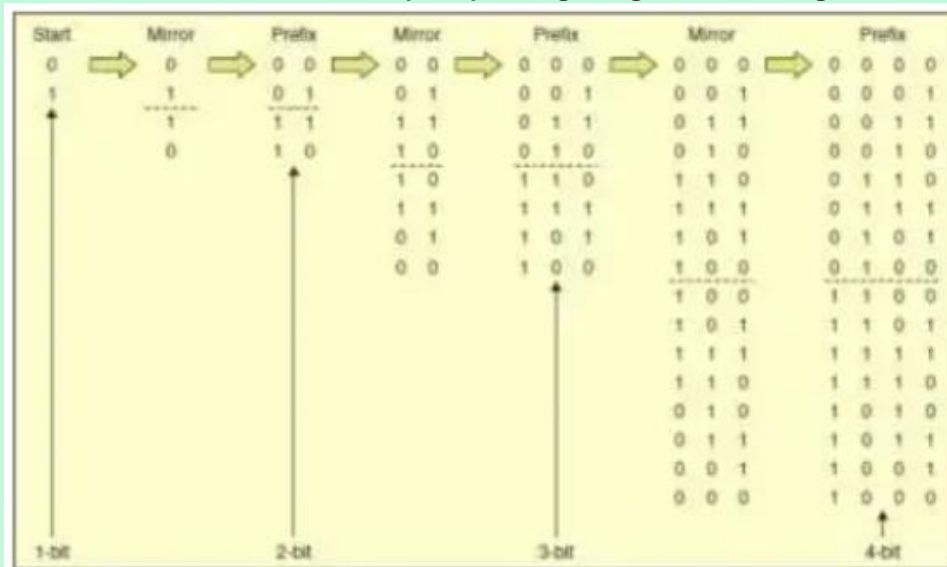 Start Mirror Prefix Mirror Prefix Mirror Prefix
0 0 0 0 0 0 0 0 0 0 0 0 0 0 0 0
1 1 0 1 0 1 0 0 1 0 0 1 0 0 0 1
1 1 1 1 1 0 1 1 0 1 1 0 0 1 1
0 1 0 1 0 0 1 0 0 1 0 0 0 1 0
1 0 1 1 0 1 1 0 0 1 1 0
1 1 1 1 1 1 1 1 0 1 1 1
0 1 1 0 1 1 0 1 0 1 0 1
0 0 1 0 0 1 0 0 0 1 0 0
1 0 0 1 1 0 0
1 0 1 1 1 0 1
1 1 1 1 1 1 1
1 1 0 1 1 1 0
0 1 0 1 0 1 0
0 1 1 1 0 1 1
0 0 1 1 0 0 1
0 0 0 1 0 0 0
1-bit 2-bit 3-bit 4-bit